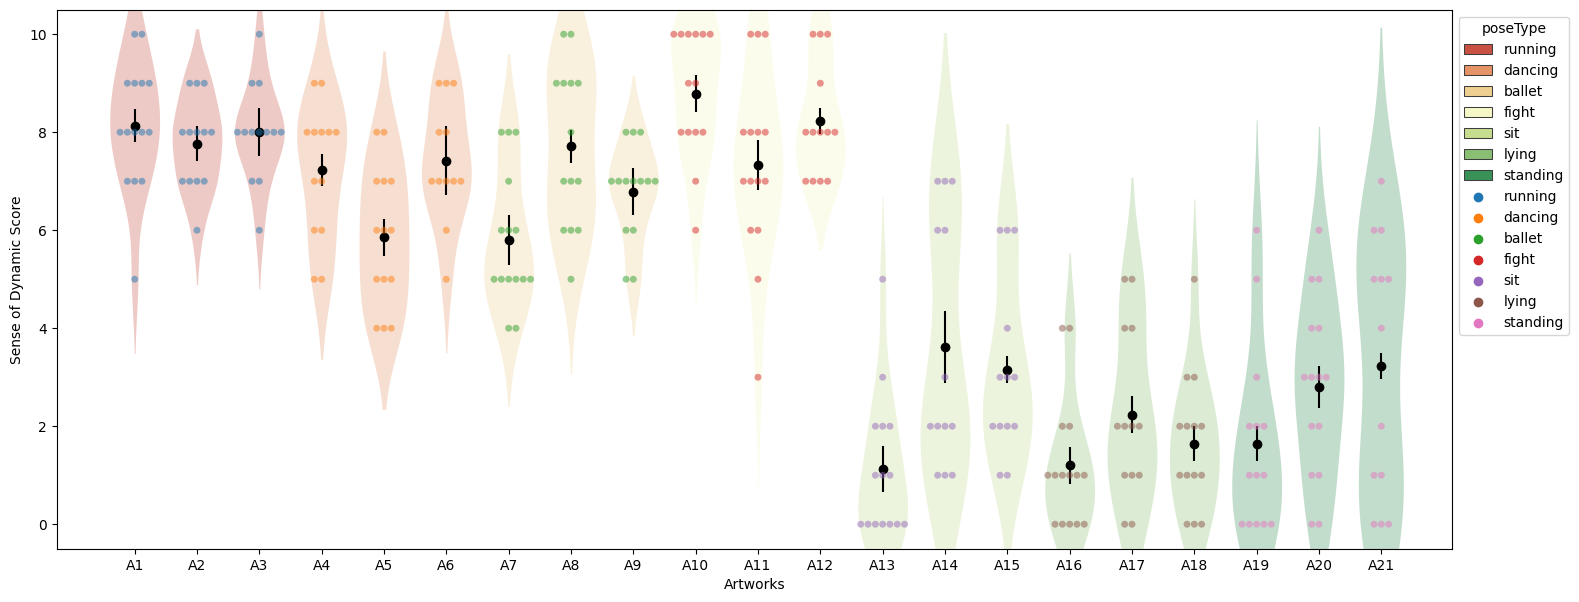 10
8
6
4
2
0
Sense of Dynamic Score
A1 A2 A3 A4 A5 A6 A7 A8 A9 A10 A11 A12 A13 A14 A15 A16 A17 A18 A19 A20 A21
Artworks
poseType
running
dancing
ballet
fight
sit
lying
standing
running
dancing
ballet
fight
sit
lying
standing